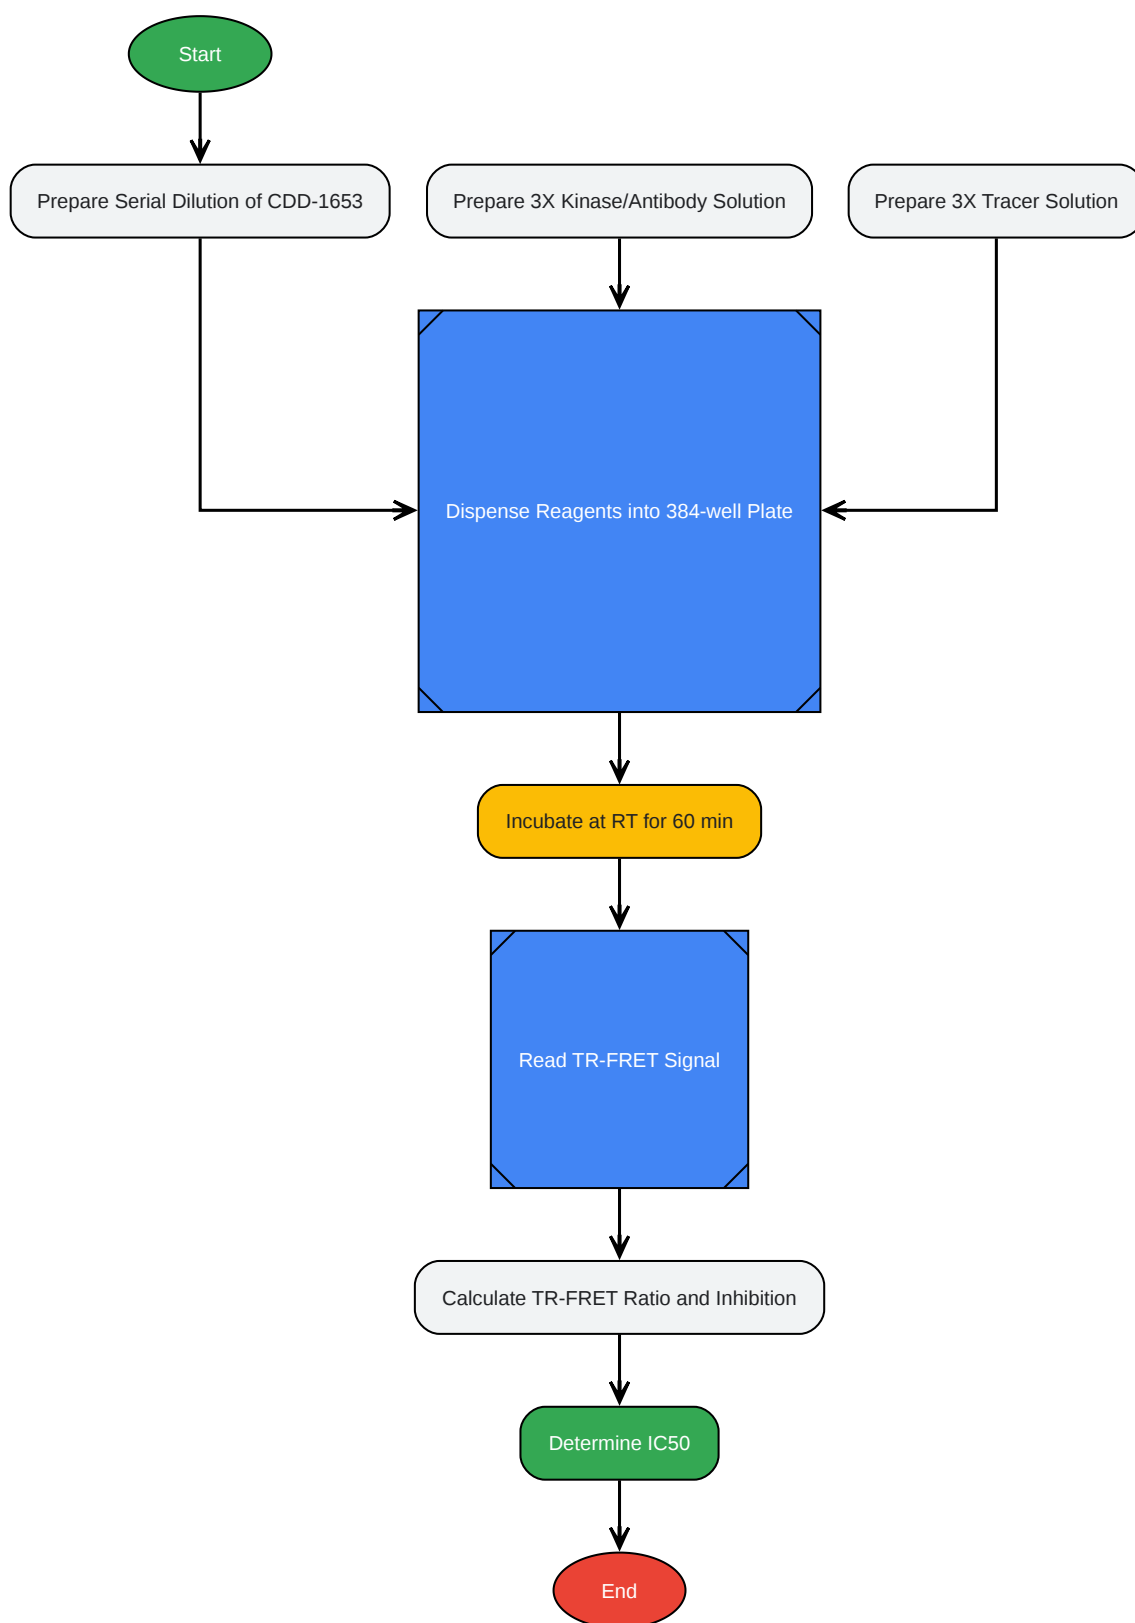 Start
Prepare Serial Dilution of CDD-1653
Prepare 3X Kinase/Antibody Solution
Prepare 3X Tracer Solution
Dispense Reagents into 384-well Plate
Incubate at RT for 60 min
Read TR-FRET Signal
Calculate TR-FRET Ratio and Inhibition
Determine IC50
End